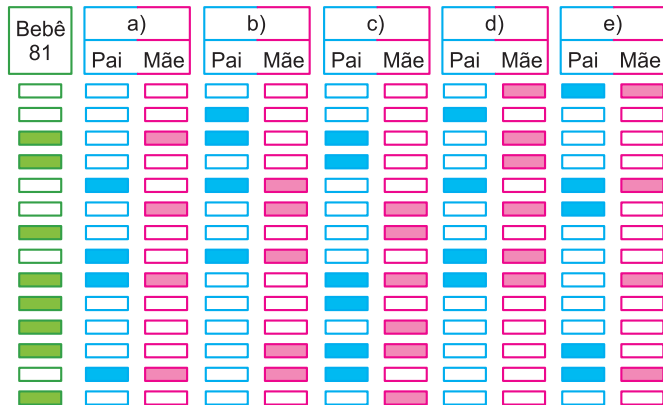 Bebê
81
a) b) c) d) e)
Pai Mãe Pai Mãe Pai Mãe Pai Mãe Pai Mãe